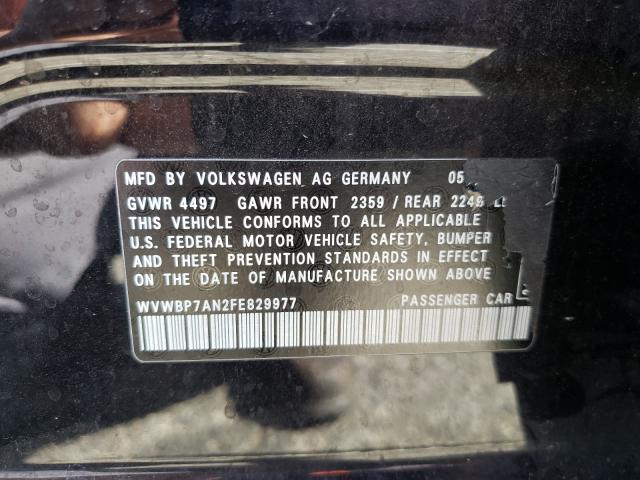 MFD BY VOLKSWAGEN AG GERMANY 05
GVWR 4497 GAWR FRONT 2359 / REAR 2249
THIS VEHICLE CONFORMS TO ALL APPLICABLE
U.S. FEDERAL MOTOR VEHICLE SAFETY, BUMPER
AND THEFT PREVENTION STANDARDS IN EFFECT
ON THE DATE OF MANUFACTURE SHOWN ABOVE
WVWBP7AN2FE829977 PASSENGER CAR